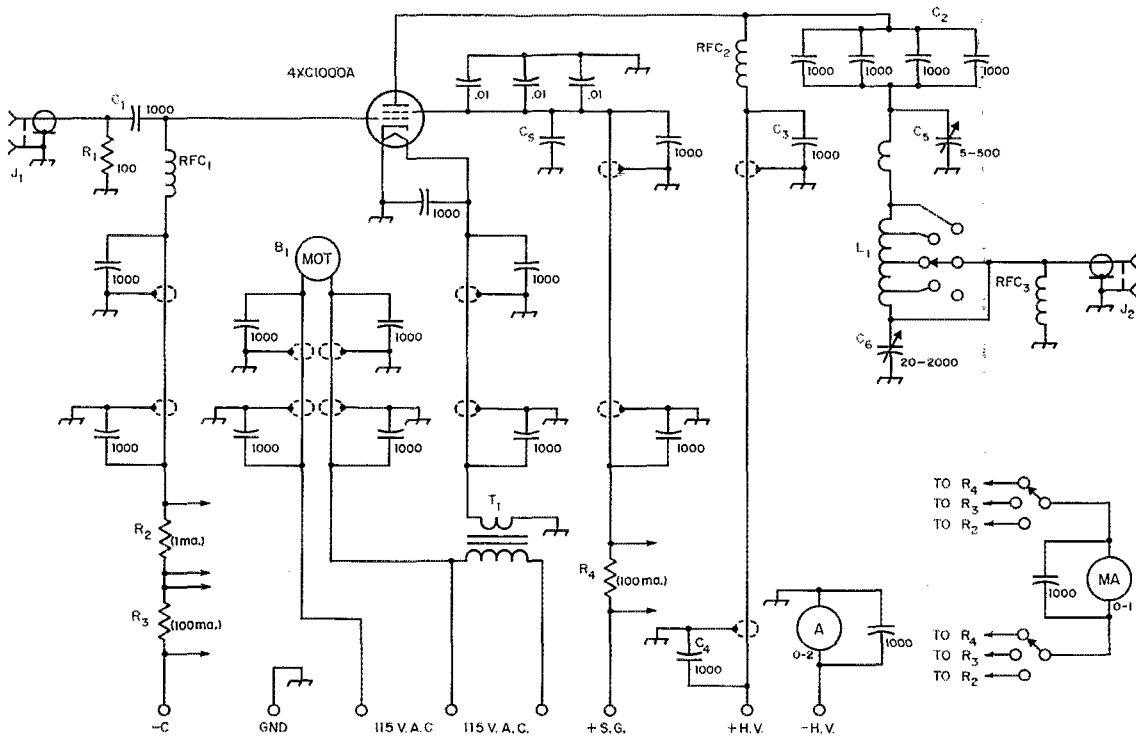 C2
RFC2
1000
1000
1000
1000
4XC1000A
.01
.01
.01
C1
1000
J1
R1
100
RFC1
C5
1000
C3
1000
C5
5-500
1000
L1
RFC3
J2
C6
20-2000
1000
B1
MOT
1000
1000
1000
1000
1000
1000
1000
1000
T1
R2
(1ma.)
R3
(100ma.)
R4
(100ma.)
C4
1000
A
0-2
1000
TO R4
TO R3
TO R2
1000
MA
0-1
TO R4
TO R3
TO R2
-C
GND
115 V. A.C
115 V. A.C.
+S.G.
+H.V.
-H.V.